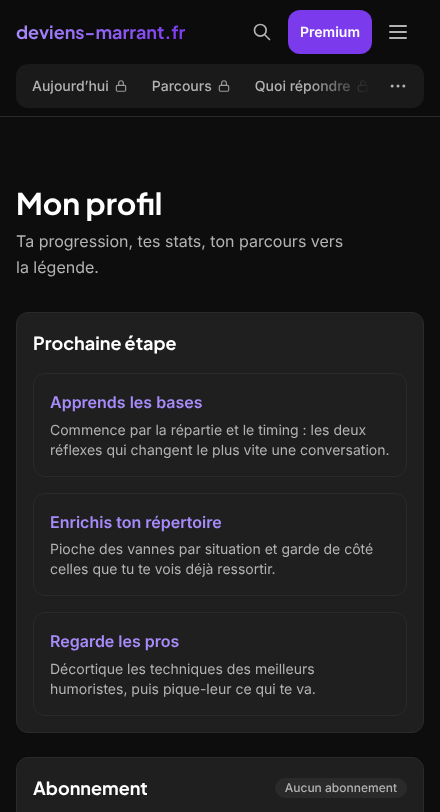 deviens-marrant.fr
Premium
Aujourd’hui
Parcours
Quoi répondre
Mon profil
Ta progression, tes stats, ton parcours vers
la légende.
Prochaine étape
Apprends les bases
Commence par la répartie et le timing : les deux
réflexes qui changent le plus vite une conversation.
Enrichis ton répertoire
Pioche des vannes par situation et garde de côté
celles que tu te vois déjà ressortir.
Regarde les pros
Décortique les techniques des meilleurs
humoristes, puis pique-leur ce qui te va.
Abonnement
Aucun abonnement